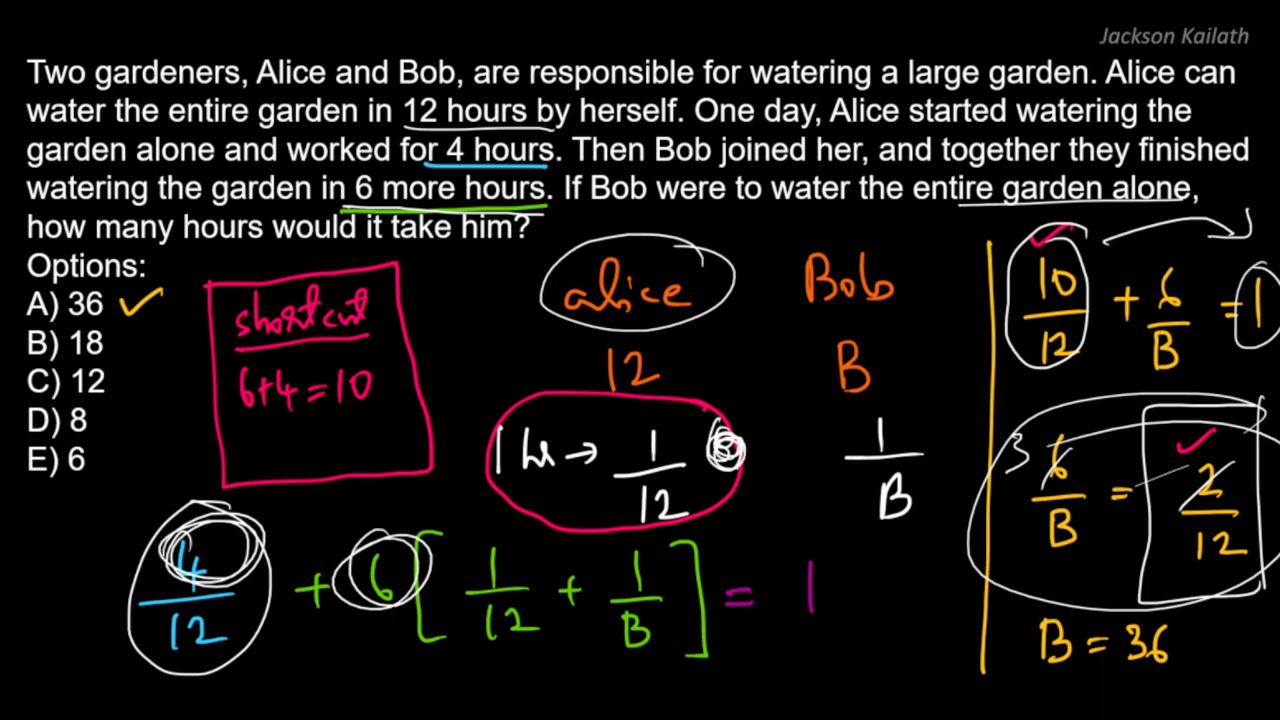 Jackson Kailath
Two gardeners, Alice and Bob, are responsible for watering a large garden. Alice can
water the entire garden in 12 hours by herself. One day, Alice started watering the
garden alone and worked for 4 hours. Then Bob joined her, and together they finished
watering the garden in 6 more hours. If Bob were to water the entire garden alone,
how many hours would it take him?
Options:
A) 36 ✓
B) 18
C) 12
D) 8
E) 6
shortcut
6+4=10
alice
12
1 hr → 1/12
Bob
B
1/B
4/12 + 6[1/12 + 1/B] = 1
10/12 + 6/B = 1
3
6/B = 2/12
B = 36